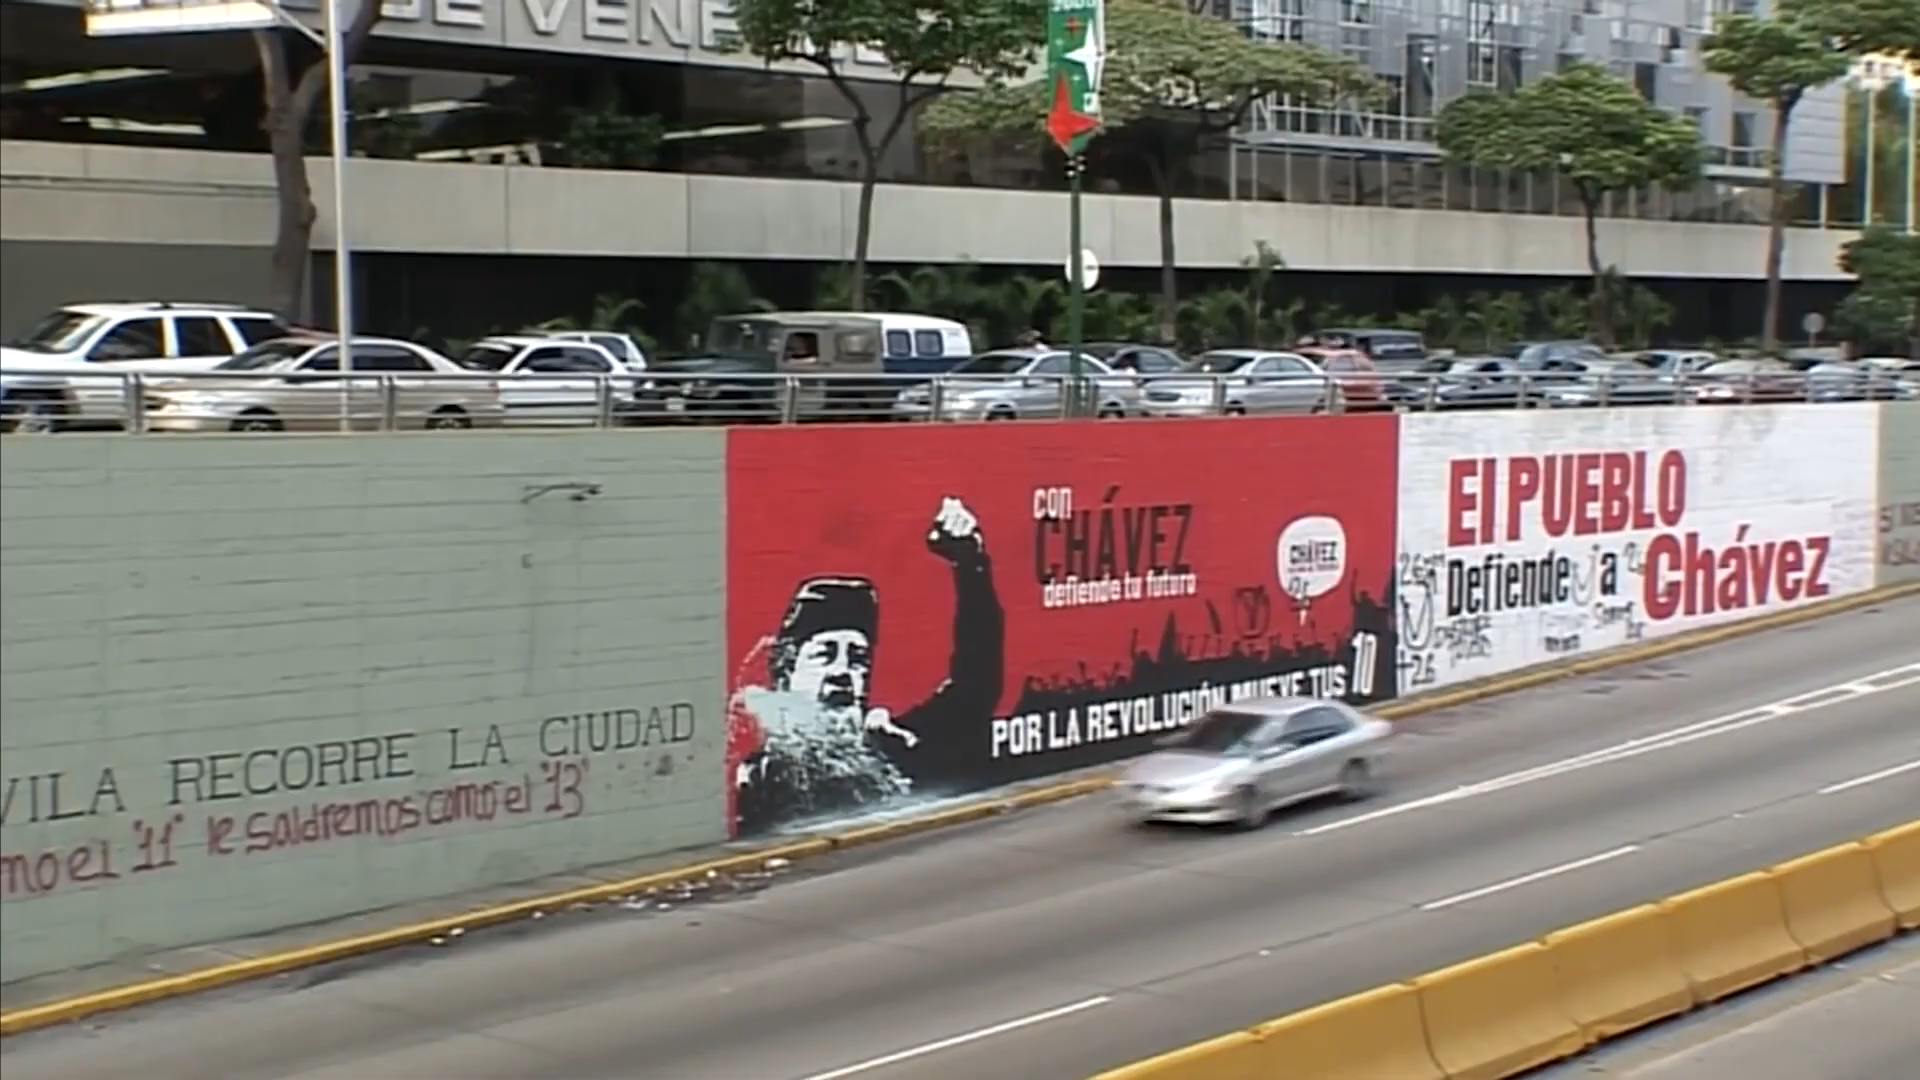 DE VENE
con
CHÁVEZ
defiende tu futuro
CHÁVEZ
POR LA REVOLUCIÓN MUEVE TUS 10
El PUEBLO
Defiende a Chávez
VILA RECORRE LA CIUDAD
mo el "11" le saldremos como el "13"